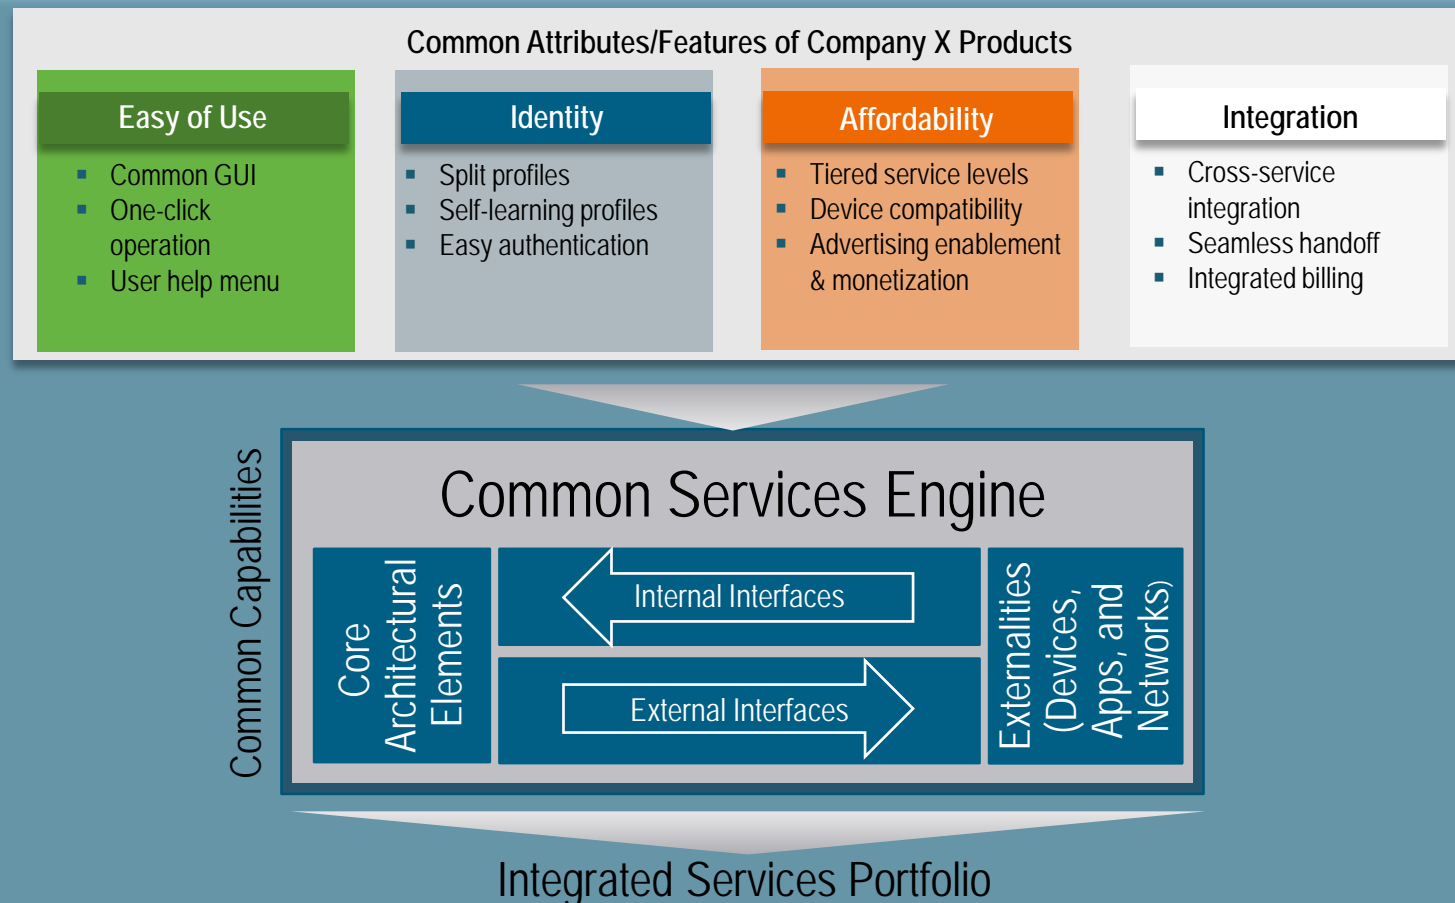 Common Attributes/Features of Company X Products
Easy of Use
▪ Common GUI
▪ One-click
operation
▪ User help menu
Identity
▪ Split profiles
▪ Self-learning profiles
▪ Easy authentication
Affordability
▪ Tiered service levels
▪ Device compatibility
▪ Advertising enablement
& monetization
Integration
▪ Cross-service
integration
▪ Seamless handoff
▪ Integrated billing
Common Capabilities
Common Services Engine
Core
Architectural
Elements
Internal Interfaces
External Interfaces
Externalities
(Devices,
Apps, and
Networks)
Integrated Services Portfolio